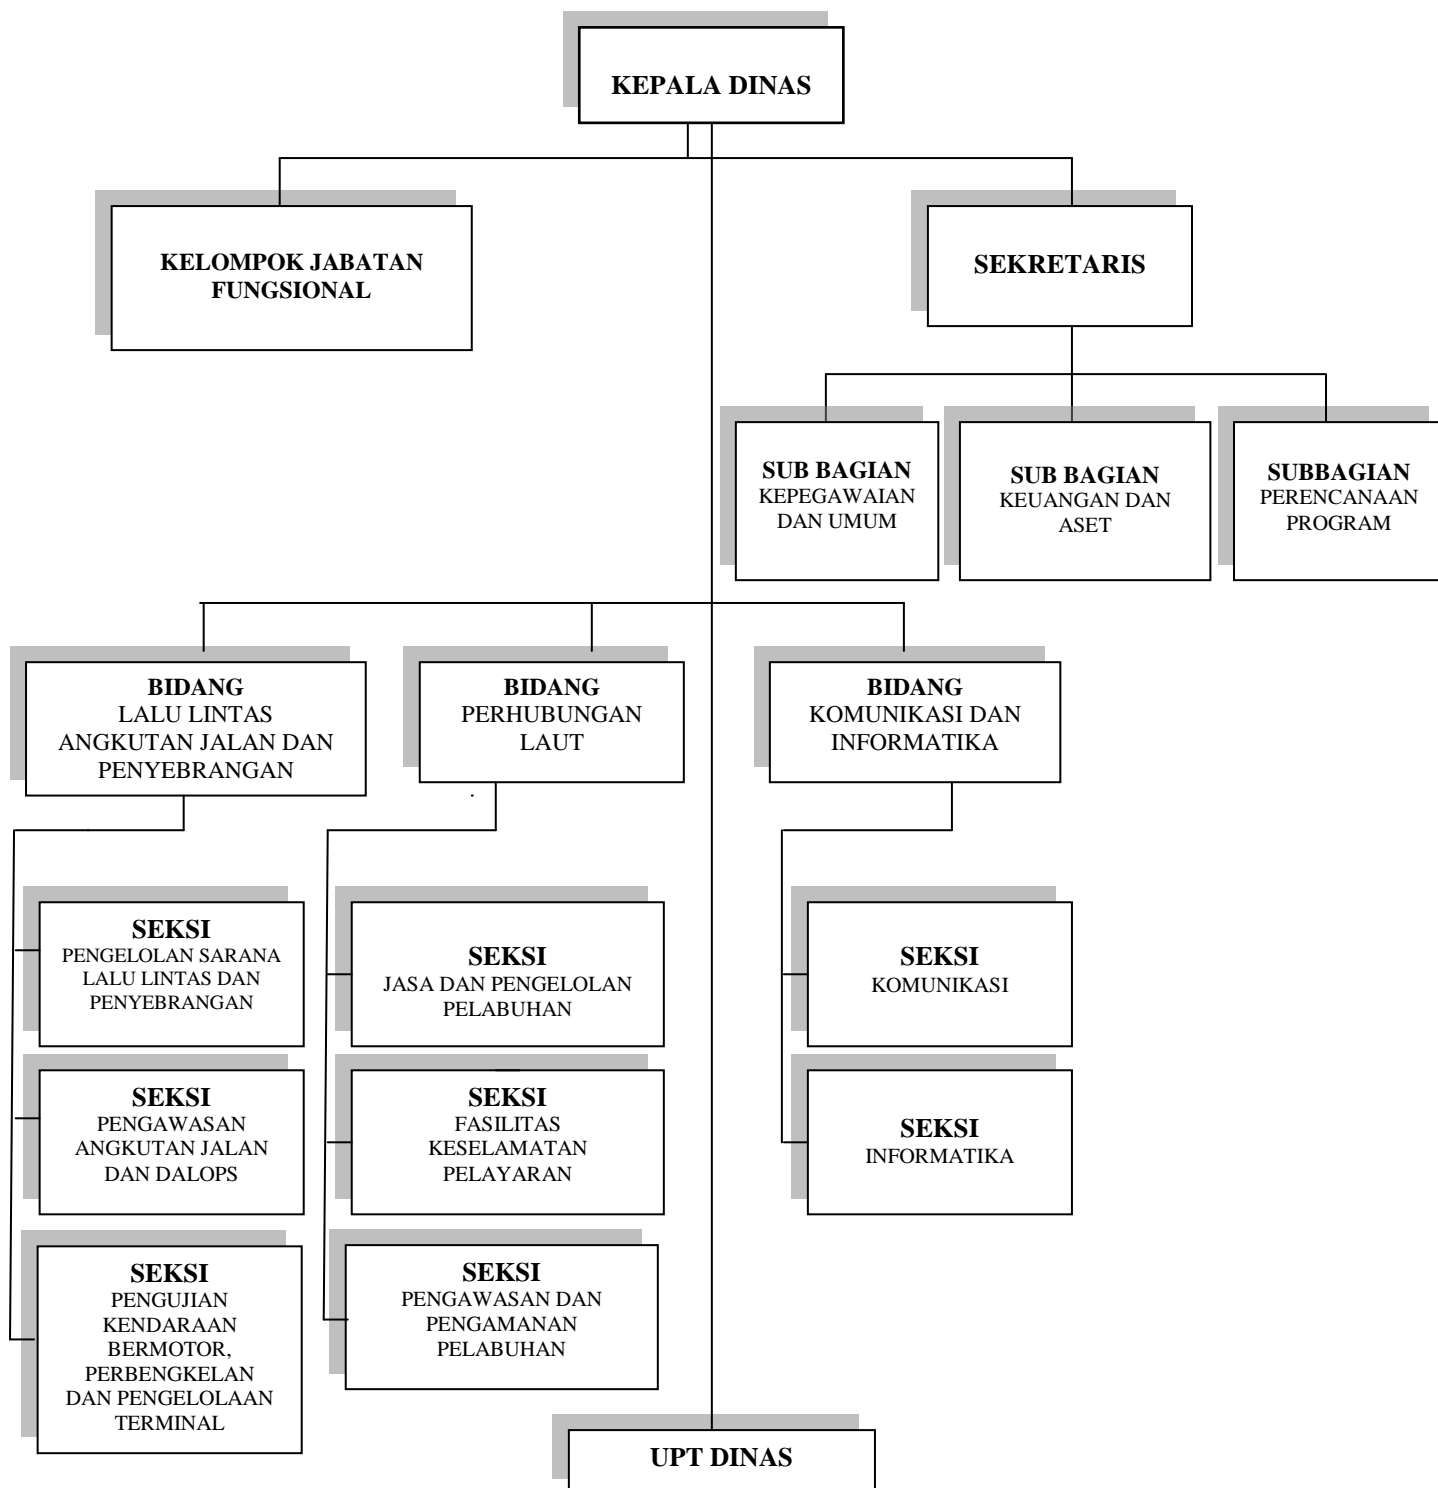 KEPALA DINAS
KELOMPOK JABATAN
FUNGSIONAL
SEKRETARIS
SUB BAGIAN
KEPEGAWAIAN
DAN UMUM
SUB BAGIAN
KEUANGAN DAN
ASET
SUBBAGIAN
PERENCANAAN
PROGRAM
BIDANG
LALU LINTAS
ANGKUTAN JALAN DAN
PENYEBRANGAN
BIDANG
PERHUBUNGAN
LAUT
BIDANG
KOMUNIKASI DAN
INFORMATIKA
SEKSI
PENGELOLAN SARANA
LALU LINTAS DAN
PENYEBRANGAN
SEKSI
JASA DAN PENGELOLAN
PELABUHAN
SEKSI
KOMUNIKASI
SEKSI
PENGAWASAN
ANGKUTAN JALAN
DAN DALOPS
SEKSI
FASILITAS
KESELAMATAN
PELAYARAN
SEKSI
INFORMATIKA
SEKSI
PENGUJIAN
KENDARAAN
BERMOTOR,
PERBENGKELAN
DAN PENGELOLAAN
TERMINAL
SEKSI
PENGAWASAN DAN
PENGAMANAN
PELABUHAN
UPT DINAS